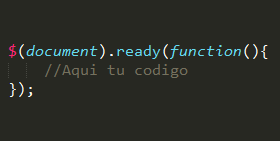 $(document).ready(function(){
//Aqui tu codigo
});